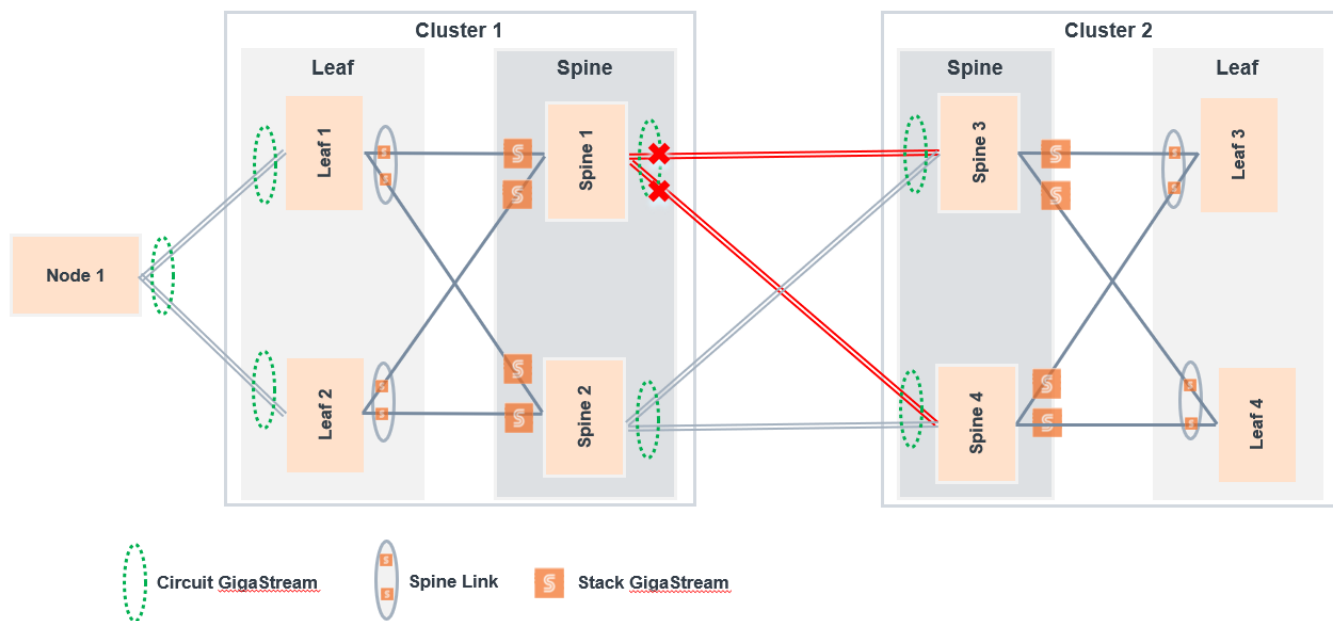 Cluster 1
Cluster 2
Leaf
Spine
Spine
Leaf
Leaf 1
Spine 1
Spine 3
Leaf 3
Node 1
Leaf 2
Spine 2
Spine 4
Leaf 4
Circuit GigaStream
Spine Link
Stack GigaStream